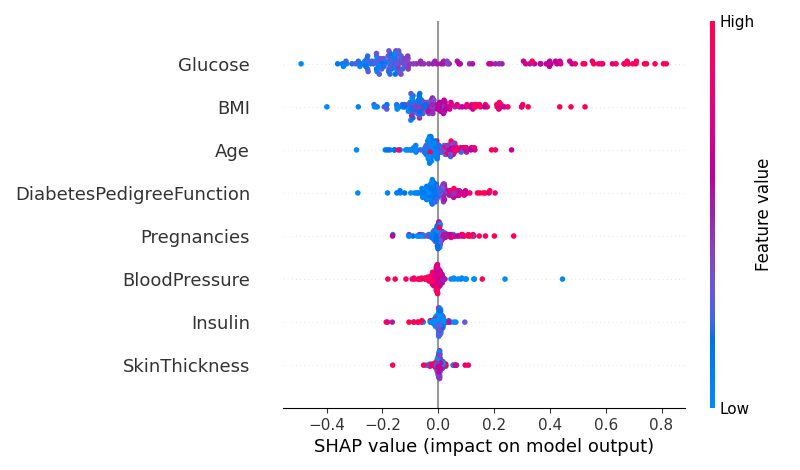 High
Glucose
BMI
Age
DiabetesPedigreeFunction
Pregnancies
BloodPressure
Insulin
SkinThickness
Feature value
Low
−0.4 −0.2 0.0 0.2 0.4 0.6 0.8
SHAP value (impact on model output)